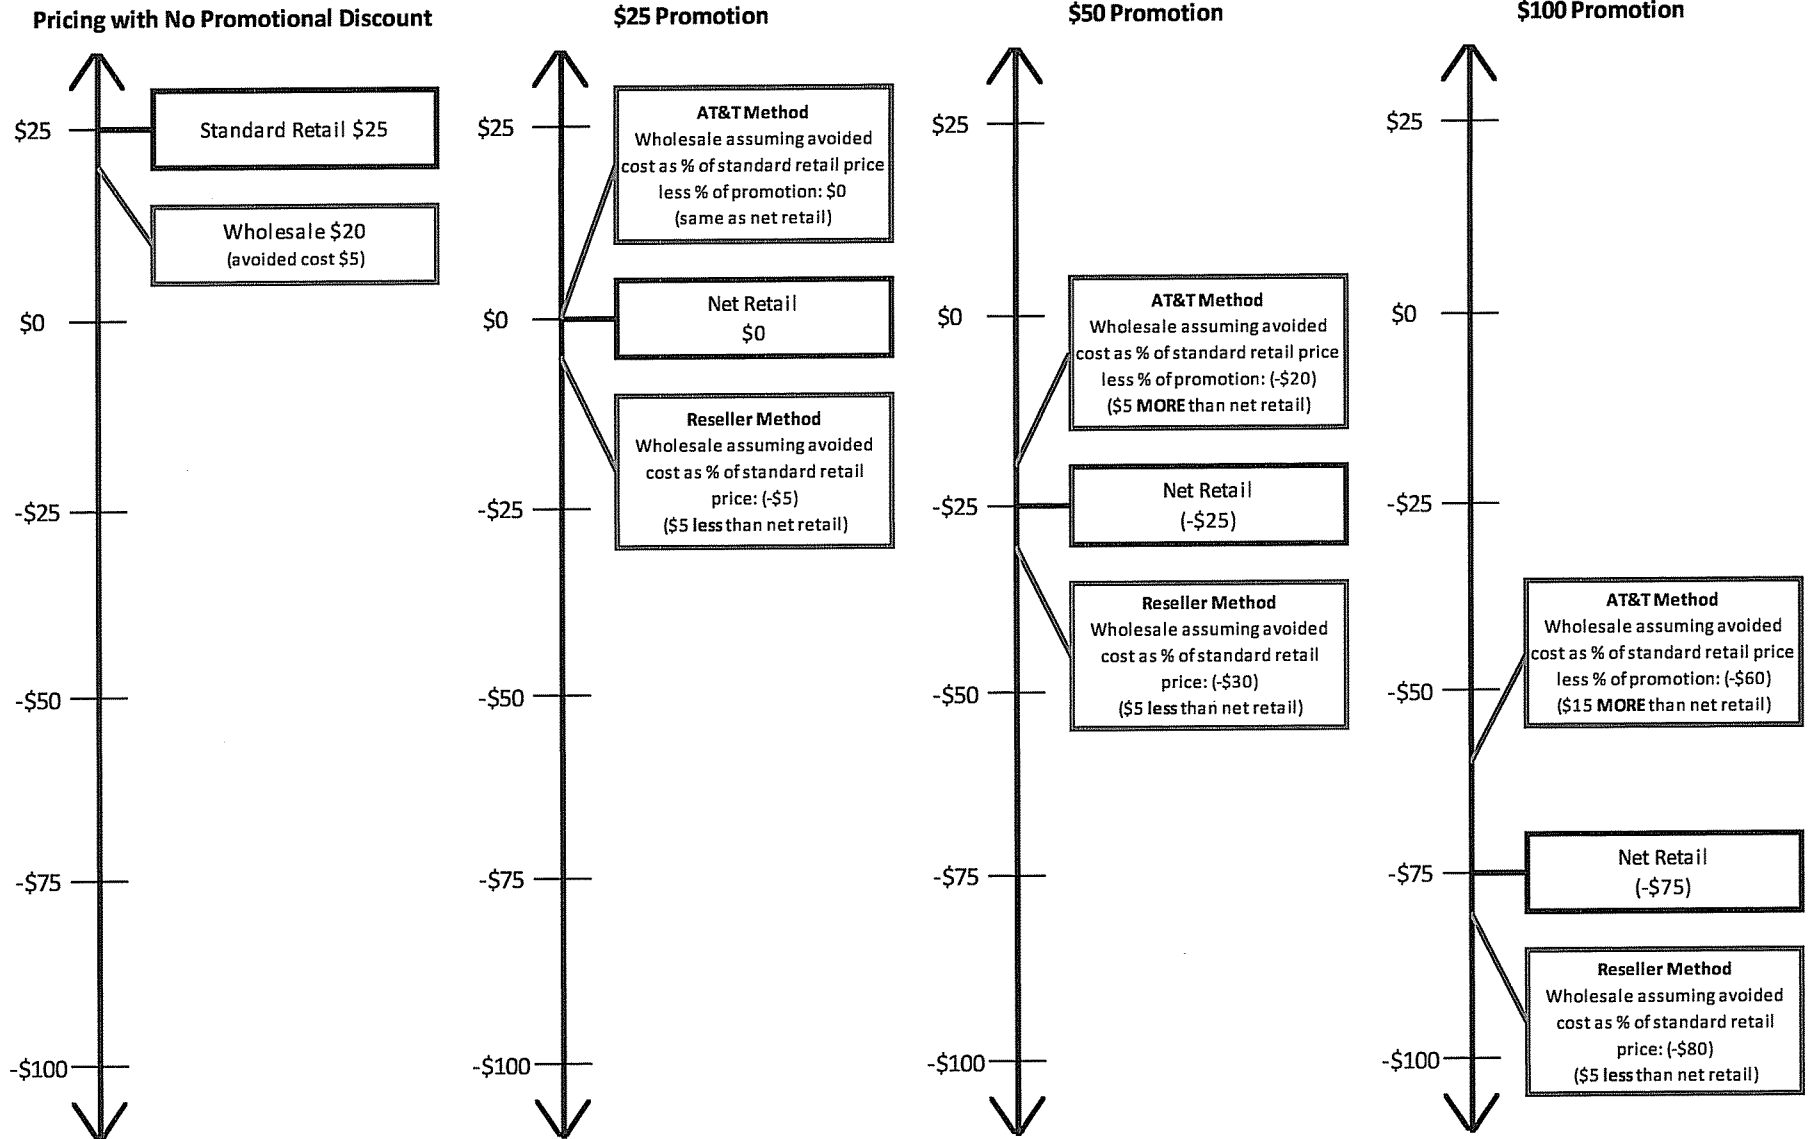 Pricing with No Promotional Discount
$25
$0
-$25
-$50
-$75
-$100
Standard Retail $25
Wholesale $20
(avoided cost $5)
$25 Promotion
$25
$0
-$25
-$50
-$75
-$100
AT&T Method
Wholesale assuming avoided
cost as % of standard retail price
less % of promotion: $0
(same as net retail)
Net Retail
$0
Reseller Method
Wholesale assuming avoided
cost as % of standard retail
price: (-$5)
($5 less than net retail)
$50 Promotion
$25
$0
-$25
-$50
-$75
-$100
AT&T Method
Wholesale assuming avoided
cost as % of standard retail price
less % of promotion: (-$20)
($5 MORE than net retail)
Net Retail
(-$25)
Reseller Method
Wholesale assuming avoided
cost as % of standard retail
price: (-$30)
($5 less than net retail)
$100 Promotion
$25
$0
-$25
-$50
-$75
-$100
AT&T Method
Wholesale assuming avoided
cost as % of standard retail price
less % of promotion: (-$60)
($15 MORE than net retail)
Net Retail
(-$75)
Reseller Method
Wholesale assuming avoided
cost as % of standard retail
price: (-$80)
($5 less than net retail)